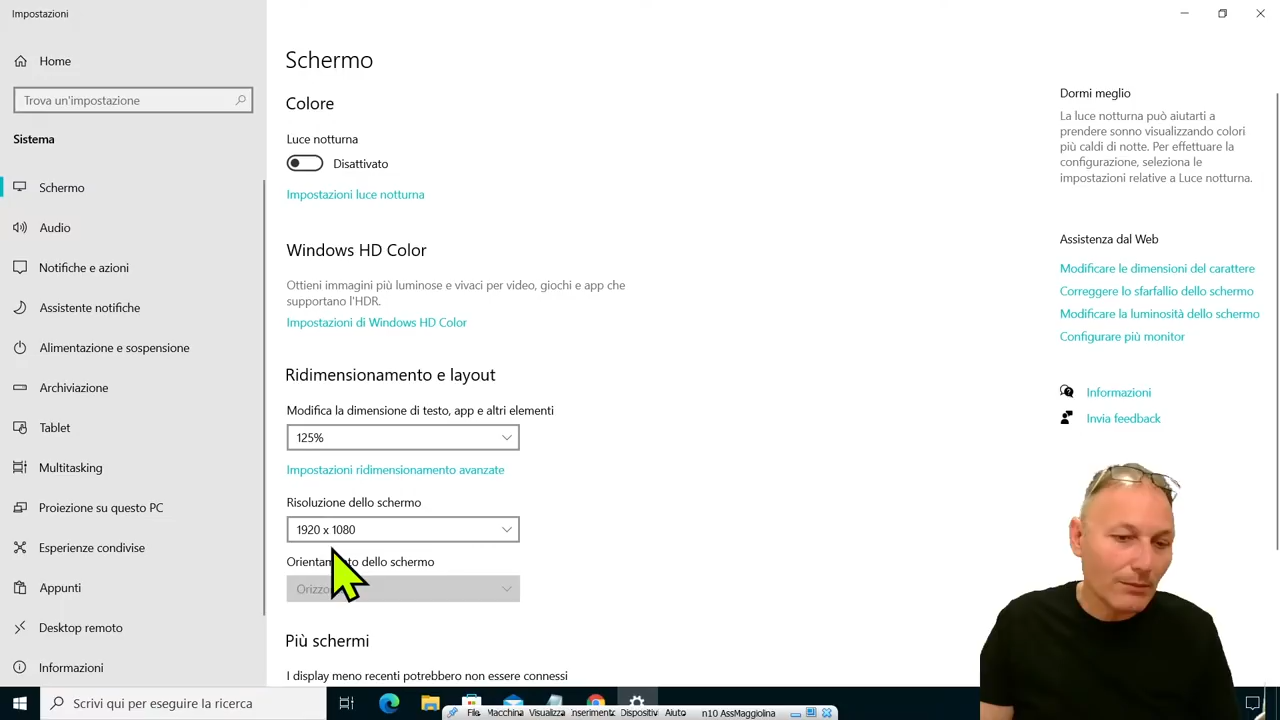 Impostazioni
Home
Trova un'impostazione
Sistema
Schermo
Audio
Notifiche e azioni
Assistente notifiche
Alimentazione e sospensione
Archiviazione
Tablet
Multitasking
Proiezione su questo PC
Esperienze condivise
Appunti
Desktop remoto
Informazioni
Schermo
Colore
Luce notturna
Disattivato
Impostazioni luce notturna
Windows HD Color
Ottieni immagini più luminose e vivaci per video, giochi e app che
supportano l'HDR.
Impostazioni di Windows HD Color
Ridimensionamento e layout
Modifica la dimensione di testo, app e altri elementi
125%
Impostazioni ridimensionamento avanzate
Risoluzione dello schermo
1920 x 1080
dello schermo
Più schermi
I display meno recenti potrebbero non essere connessi
Dormi meglio
La luce notturna può aiutarti a
prendere sonno visualizzando colori
più caldi di notte. Per effettuare la
configurazione, seleziona le
impostazioni relative a Luce notturna.
Assistenza dal Web
Modificare le dimensioni del carattere
Correggere lo sfarfallio dello schermo
Modificare la luminosità dello schermo
Configurare più monitor
Informazioni
Invia feedback
Scrivi qui per eseguire la ricerca
File Macchina Visualizza Inserimento Dispositivi Aiuto n10 AssMaggiolina